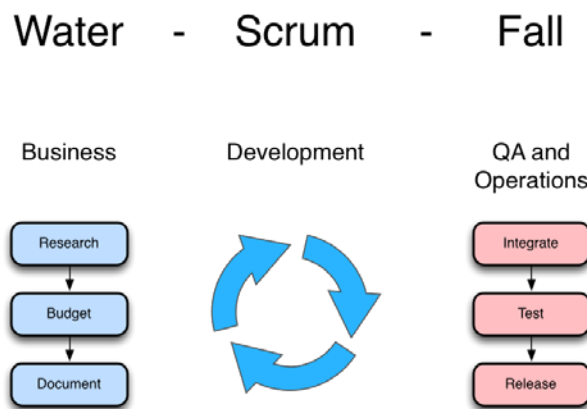 Water - Scrum - Fall
Business
Development
QA and
Operations
Research
Budget
Document
Integrate
Test
Release